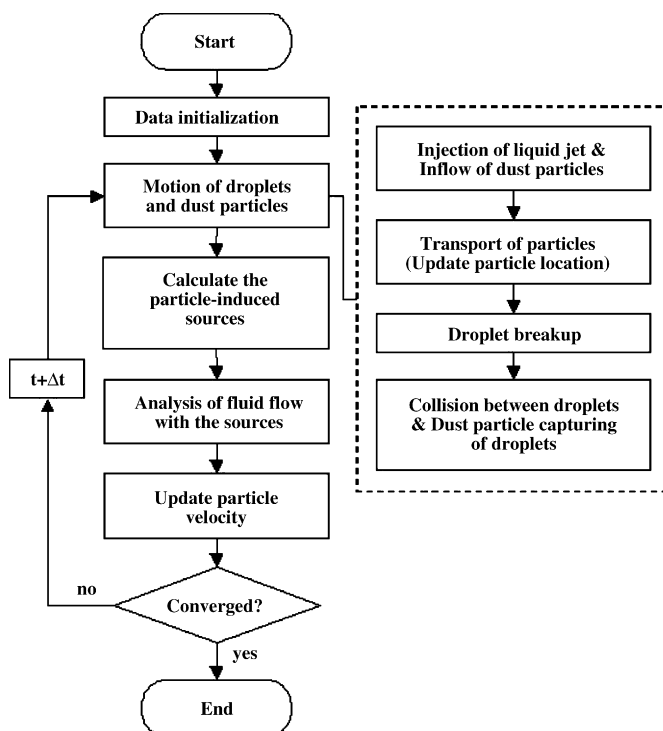 Start
Data initialization
Motion of droplets
and dust particles
Calculate the
particle-induced
sources
t+Δt
Analysis of fluid flow
with the sources
Update particle
velocity
no
Converged?
yes
End
Injection of liquid jet &
Inflow of dust particles
Transport of particles
(Update particle location)
Droplet breakup
Collision between droplets
& Dust particle capturing
of droplets